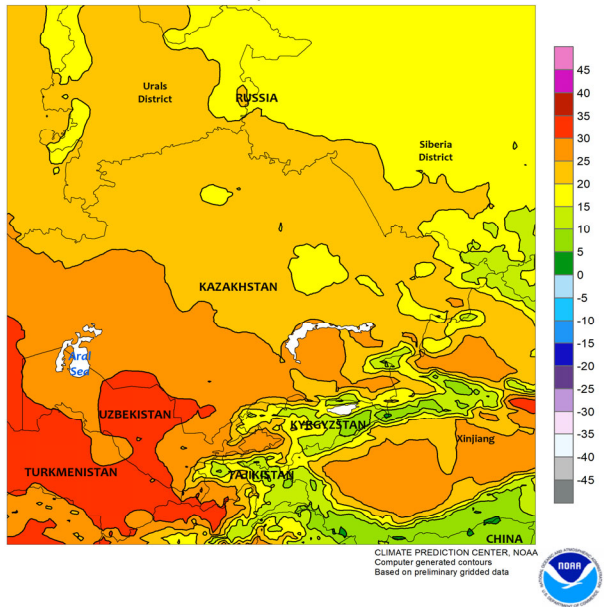 Urals
District
RUSSIA
Siberia
District
KAZAKHSTAN
Aral
Sea
UZBEKISTAN
KYRGYZSTAN
Xinjiang
TURKMENISTAN
TAJIKISTAN
CHINA
45
40
35
30
25
20
15
10
5
0
-5
-10
-15
-20
-25
-30
-35
-40
-45
CLIMATE PREDICTION CENTER, NOAA
Computer generated contours
Based on preliminary gridded data
NOAA